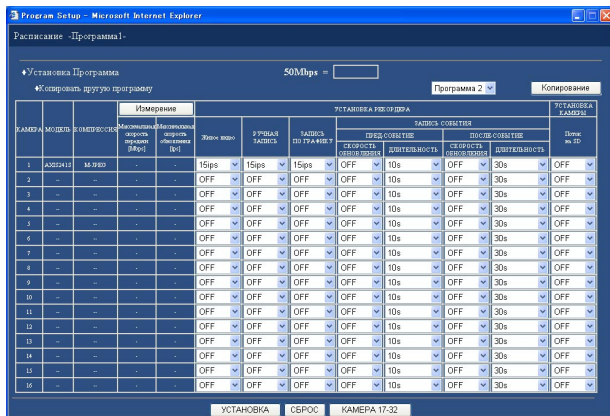 Program Setup - Microsoft Internet Explorer
Расписание -Программа1-
♦Установка Программа 50Mbps =
♦Копировать другую программу Программа 2 Копирование
КАМЕРА МОДЕЛЬ КОМПРЕССИЯ Измерение УСТАНОВКА РЕКОРДЕРА УСТАНОВКА КАМЕРЫ
Максимальная скорость передачи [Mbps] Максимальная скорость обновления [ips] Живое видео РУЧНАЯ ЗАПИСЬ ЗАПИСЬ ПО ГРАФИКУ ЗАПИСЬ СОБЫТИЯ Поток на SD
ПРЕД-СОБЫТИЕ ПОСЛЕ-СОБЫТИЕ
СКОРОСТЬ ОБНОВЛЕНИЯ ДЛИТЕЛЬНОСТЬ СКОРОСТЬ ОБНОВЛЕНИЯ ДЛИТЕЛЬНОСТЬ
1 M-JPEG - - 15ips 15ips 15ips OFF 10s OFF 30s OFF
2 -- -- - - OFF OFF OFF OFF 10s OFF 30s OFF
3 -- -- - - OFF OFF OFF OFF 10s OFF 30s OFF
4 -- -- - - OFF OFF OFF OFF 10s OFF 30s OFF
5 -- -- - - OFF OFF OFF OFF 10s OFF 30s OFF
6 -- -- - - OFF OFF OFF OFF 10s OFF 30s OFF
7 -- -- - - OFF OFF OFF OFF 10s OFF 30s OFF
8 -- -- - - OFF OFF OFF OFF 10s OFF 30s OFF
9 -- -- - - OFF OFF OFF OFF 10s OFF 30s OFF
10 -- -- - - OFF OFF OFF OFF 10s OFF 30s OFF
11 -- -- - - OFF OFF OFF OFF 10s OFF 30s OFF
12 -- -- - - OFF OFF OFF OFF 10s OFF 30s OFF
13 -- -- - - OFF OFF OFF OFF 10s OFF 30s OFF
14 -- -- - - OFF OFF OFF OFF 10s OFF 30s OFF
15 -- -- - - OFF OFF OFF OFF 10s OFF 30s OFF
16 -- -- - - OFF OFF OFF OFF 10s OFF 30s OFF
УСТАНОВКА СБРОС КАМЕРА 17-32